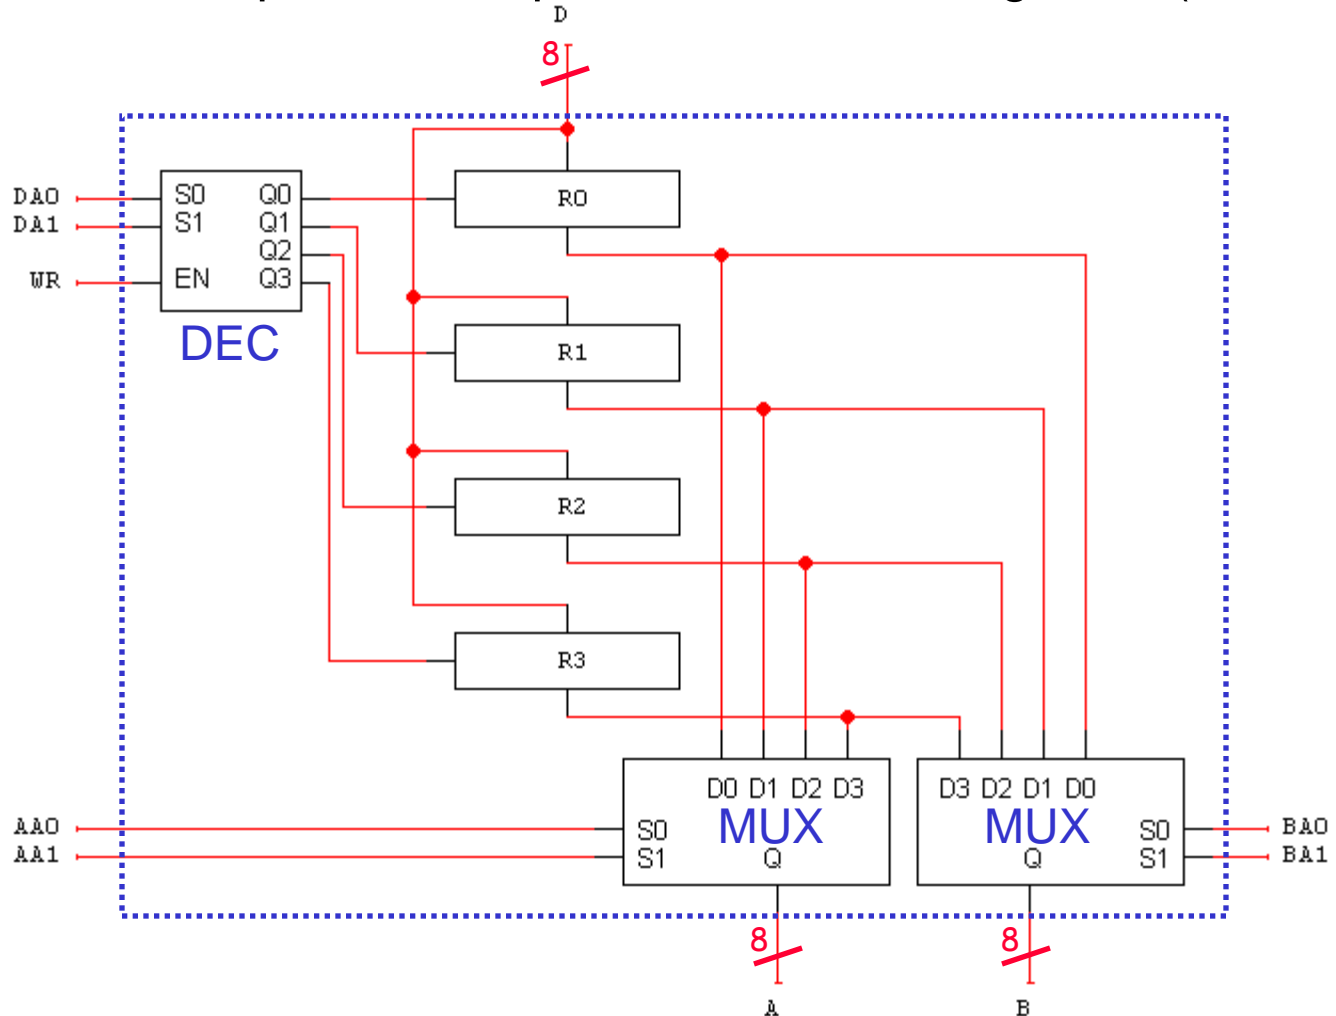 D
8
DA0 S0 Q0 R0
DA1 S1 Q1
Q2
WR EN Q3
DEC
R1
R2
R3
D0 D1 D2 D3 D3 D2 D1 D0
MUX MUX
AA0 S0 S0 BA0
AA1 S1 Q Q S1 BA1
8 8
A B